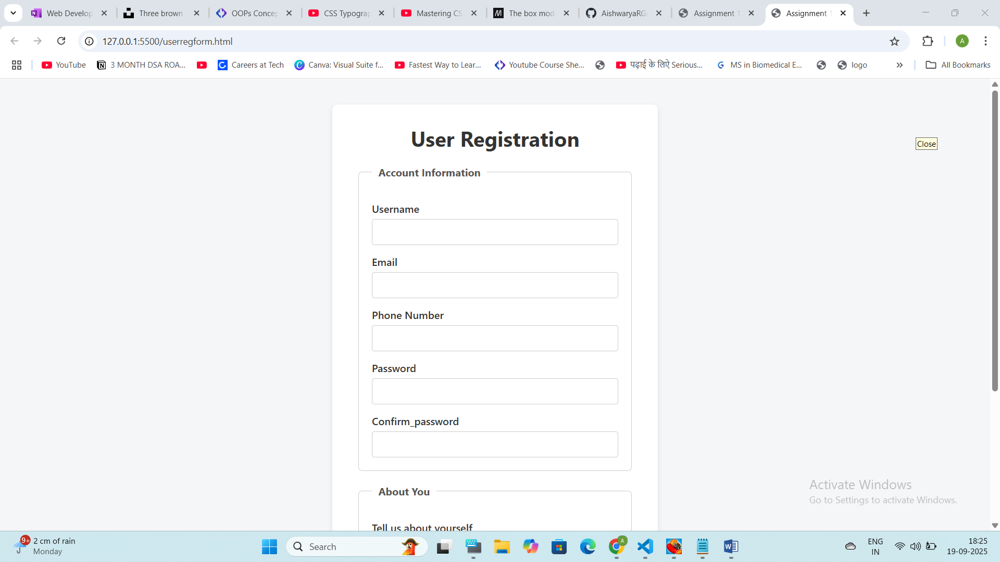 Web Develop
Three brown
OOPs Concep
CSS Typograp
Mastering CS
The box mod
AishwaryaRG
Assignment 1
Assignment 1
127.0.0.1:5500/userregform.html
A
YouTube
3 MONTH DSA ROA...
Careers at Tech
Canva: Visual Suite f...
Fastest Way to Lear...
Youtube Course She...
पढ़ाई के लिऐ Serious...
MS in Biomedical E...
logo
All Bookmarks
Close
User Registration
Account Information
Username
Email
Phone Number
Password
Confirm_password
About You
Tell us about yourself
Activate Windows
Go to Settings to activate Windows.
9+
2 cm of rain
Monday
Search
A
ENG
IN
18:25
19-09-2025